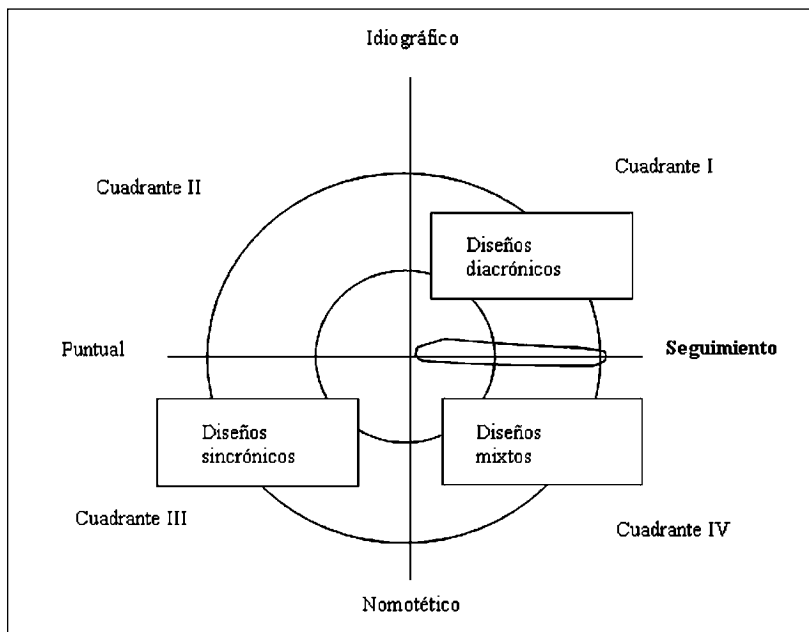 Idiográfico
Cuadrante II
Cuadrante I
Diseños
diacrónicos
Puntual
Seguimiento
Diseños
sincrónicos
Diseños
mixtos
Cuadrante III
Cuadrante IV
Nomotético